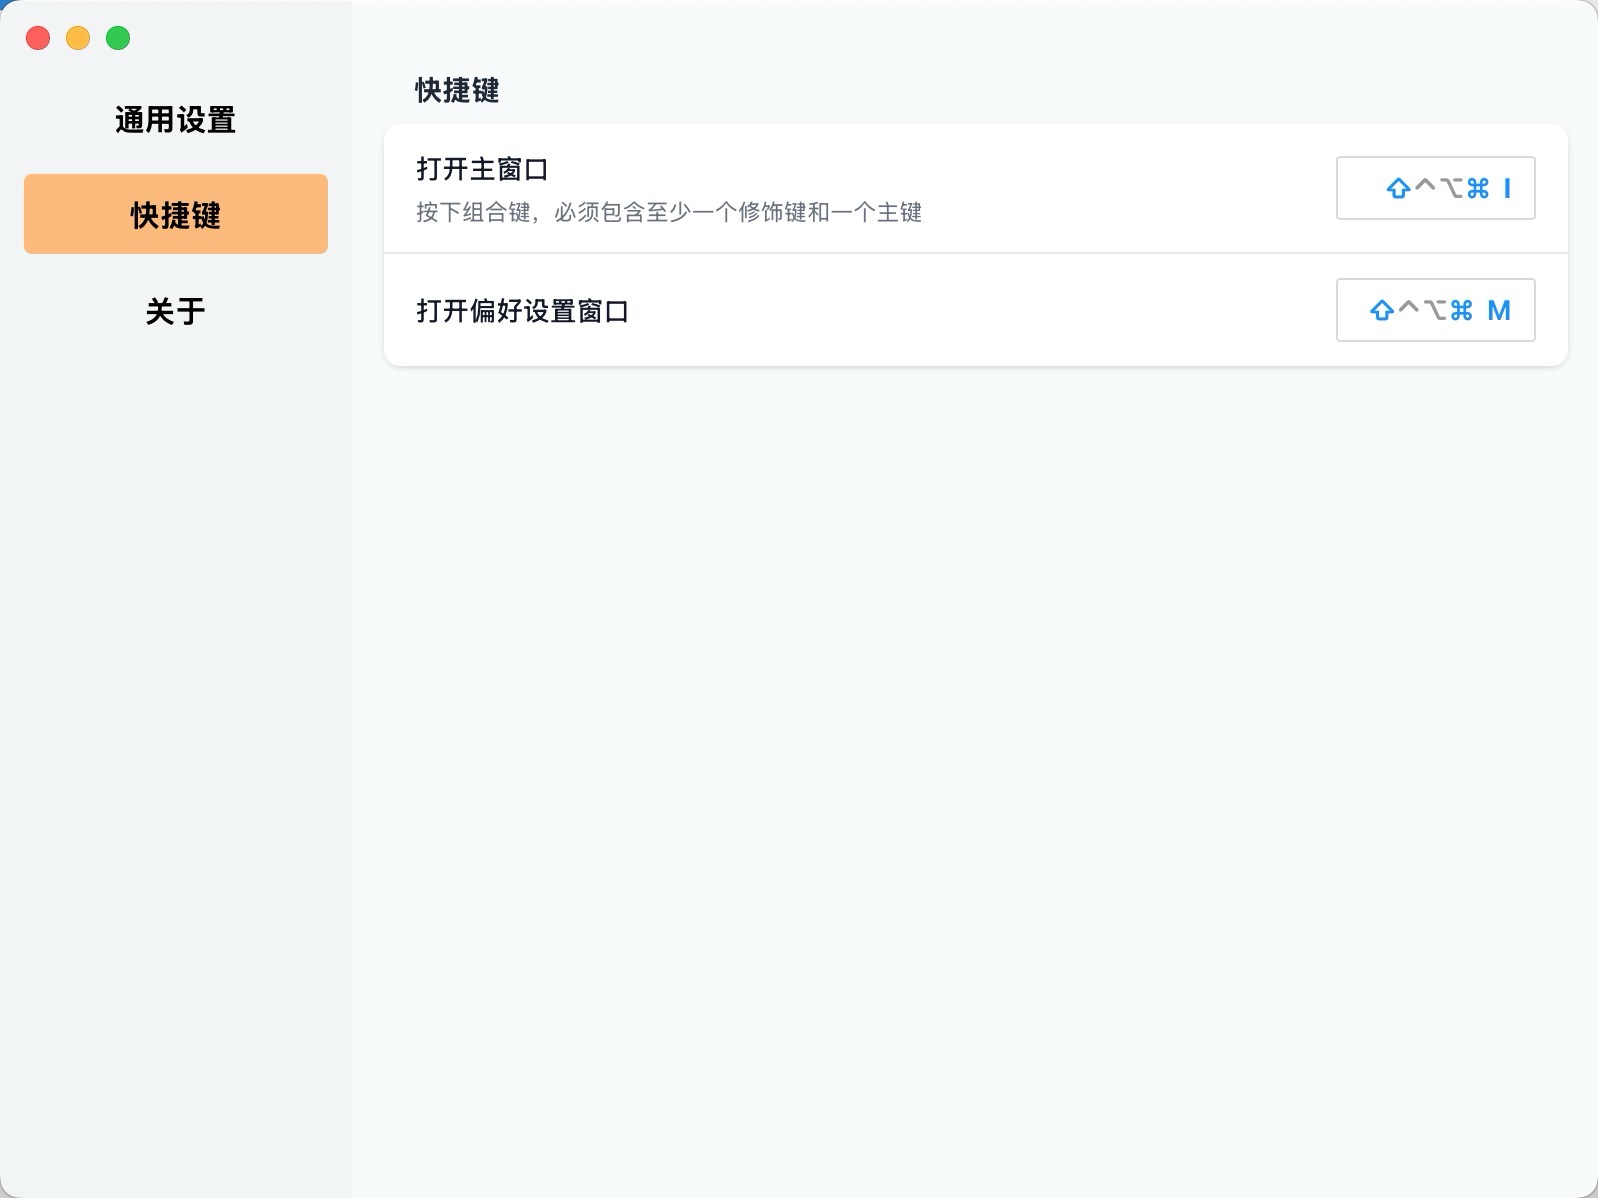 通用设置
快捷键
关于
快捷键
打开主窗口
按下组合键，必须包含至少一个修饰键和一个主键
⇧⌃⌥⌘ I
打开偏好设置窗口
⇧⌃⌥⌘ M